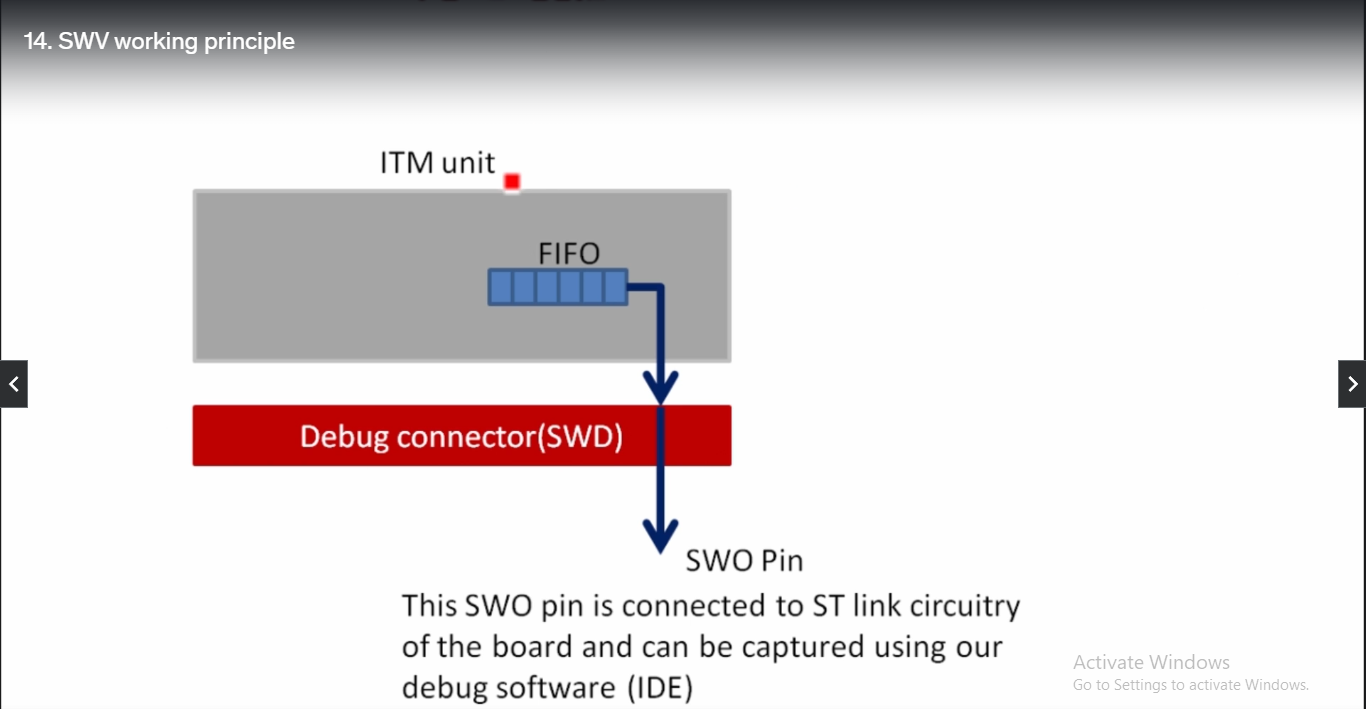 14. SWV working principle
ITM unit
FIFO
Debug connector(SWD)
SWO Pin
This SWO pin is connected to ST link circuitry
of the board and can be captured using our
debug software (IDE)
Activate Windows
Go to Settings to activate Windows.